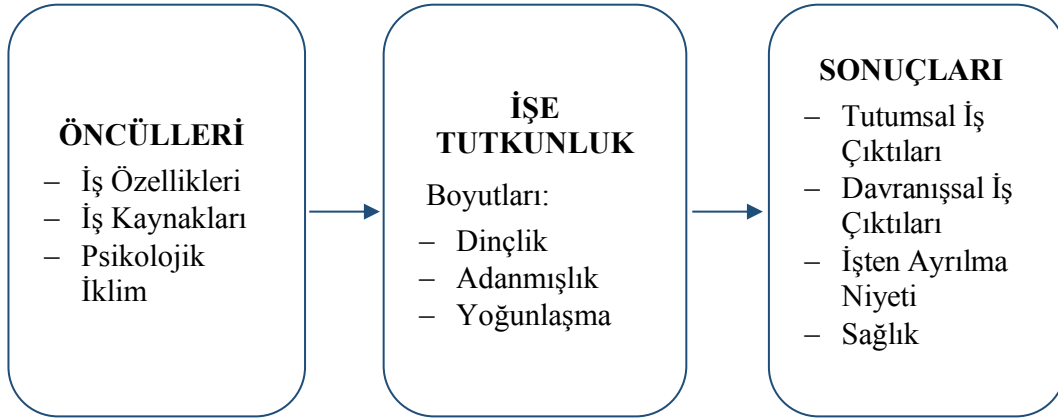 ÖNCÜLLERİ
– İş Özellikleri
– İş Kaynakları
– Psikolojik
İklim
İŞE
TUTKUNLUK
Boyutları:
– Dinçlik
– Adanmışlık
– Yoğunlaşma
SONUÇLARI
– Tutumsal İş
Çıktıları
– Davranışsal İş
Çıktıları
– İşten Ayrılma
Niyeti
– Sağlık